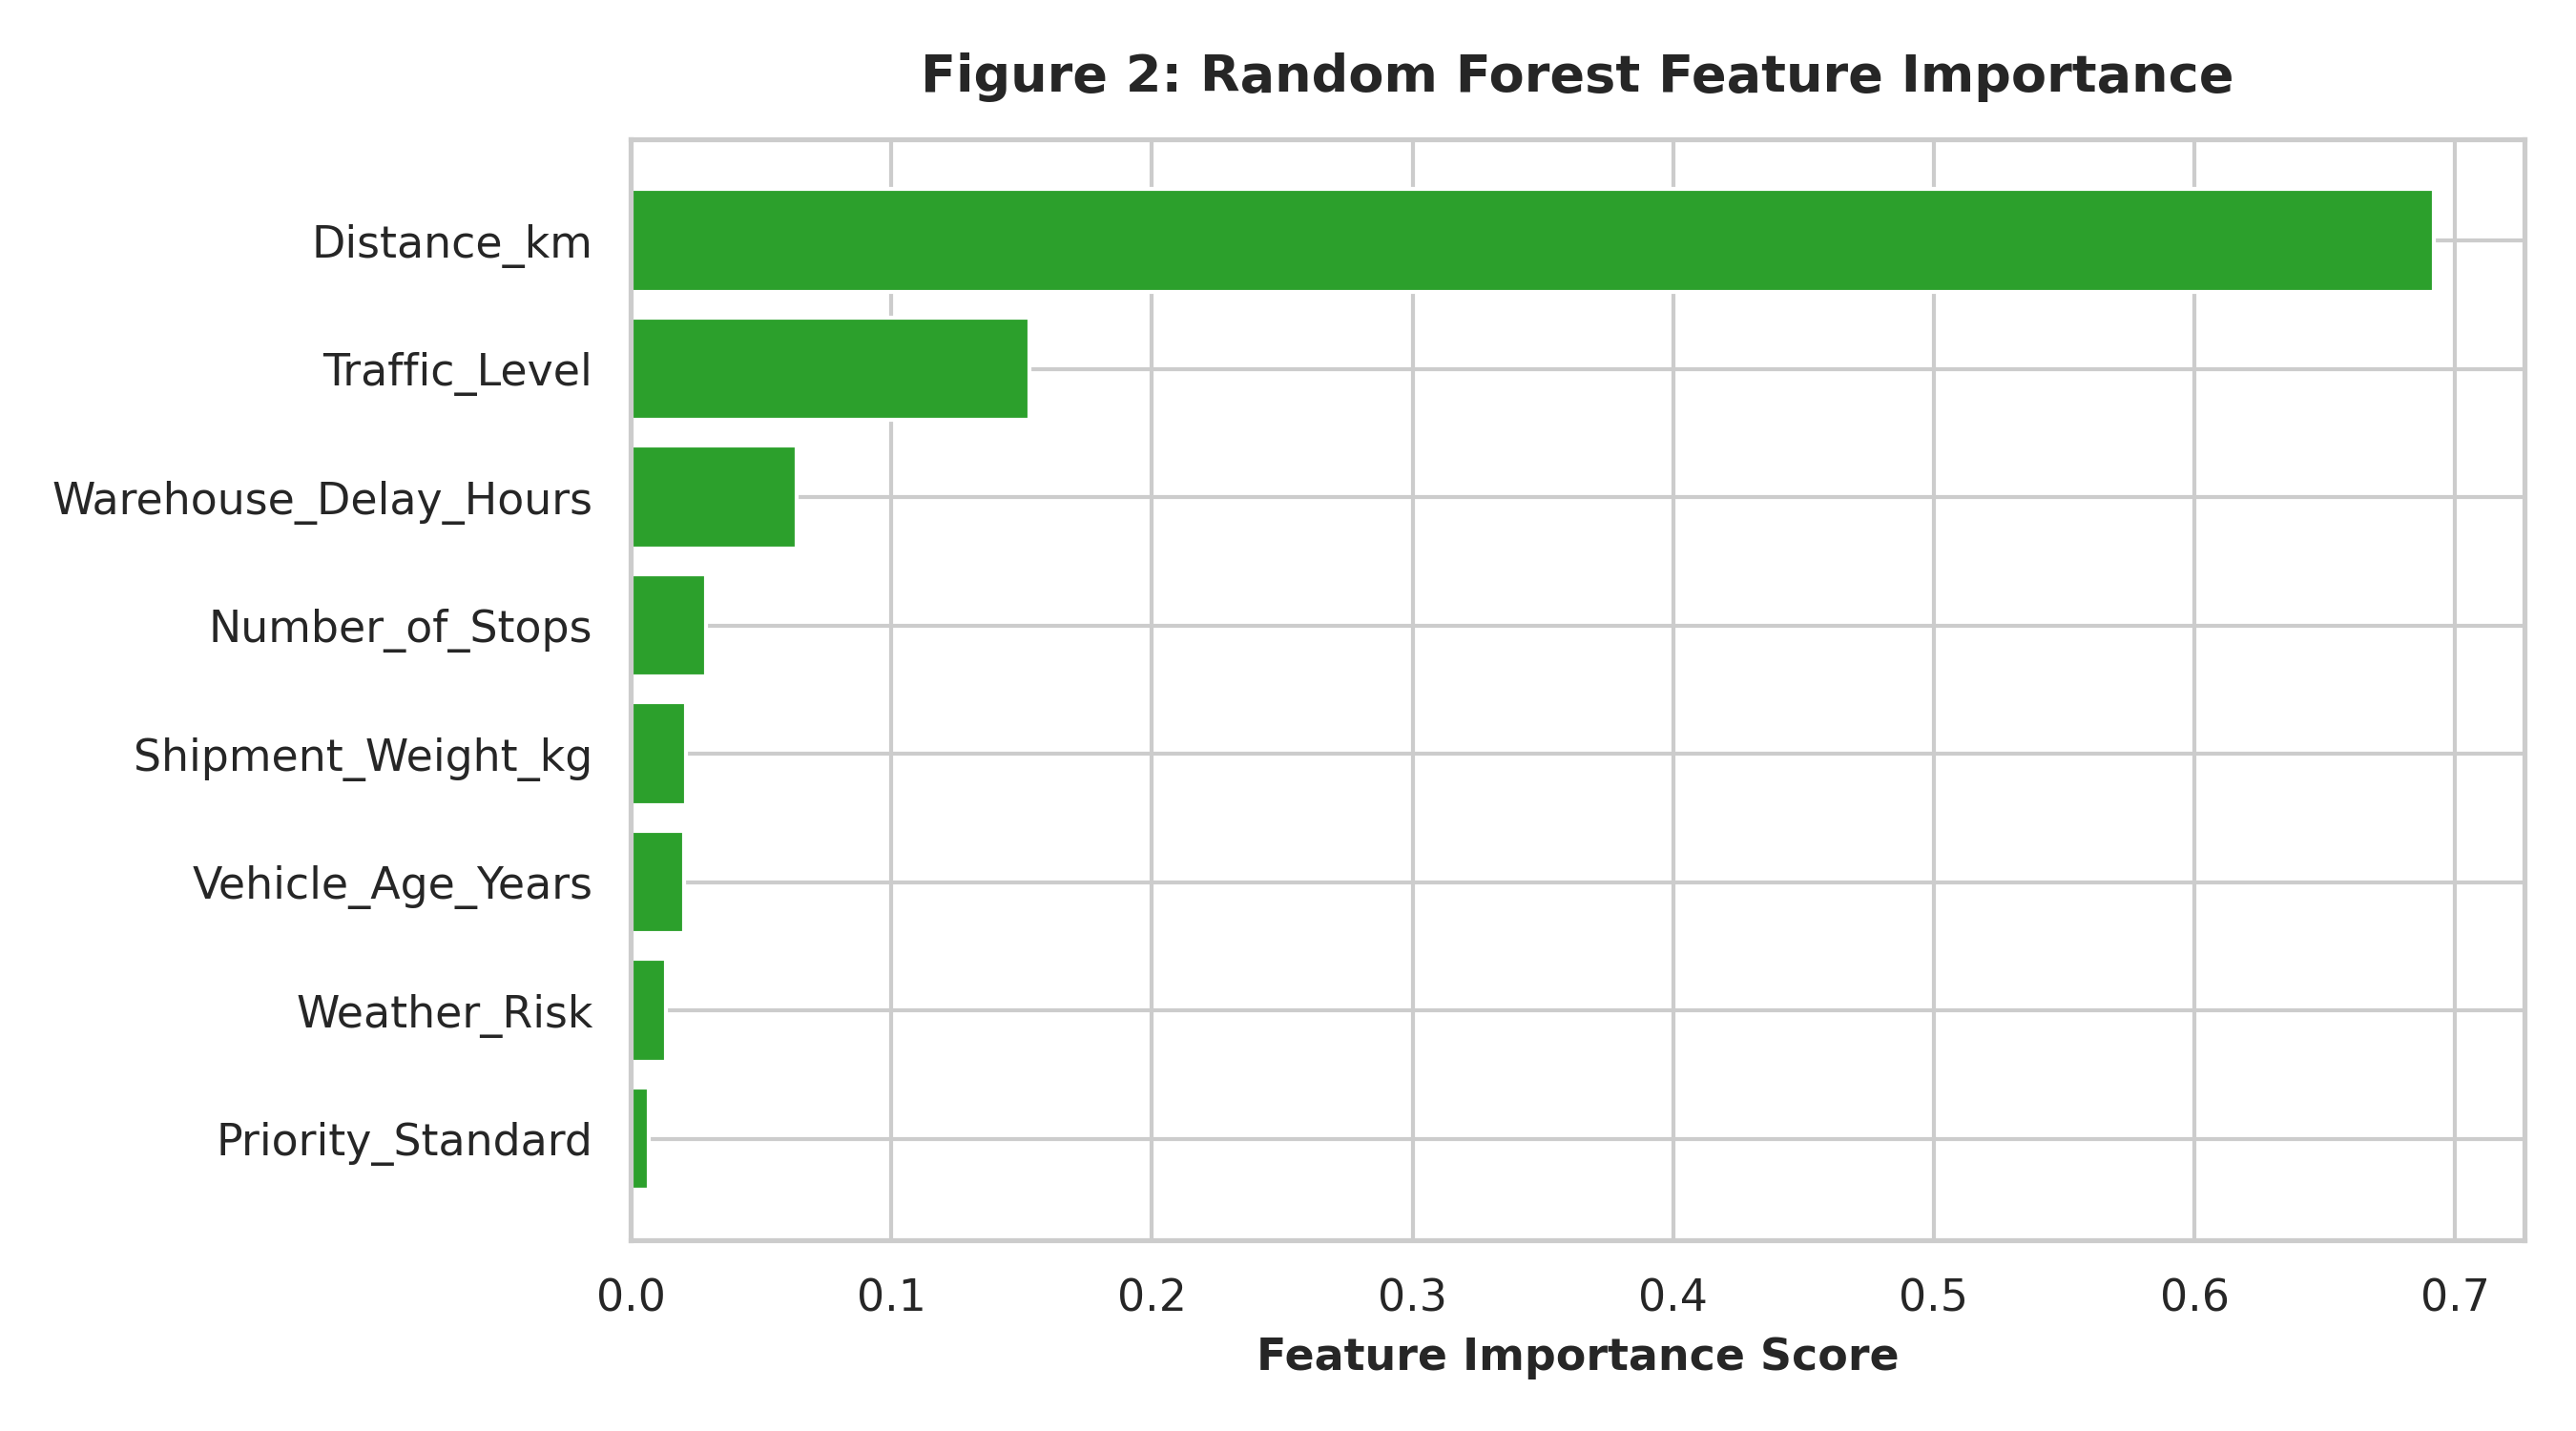 Figure 2: Random Forest Feature Importance
Distance_km
Traffic_Level
Warehouse_Delay_Hours
Number_of_Stops
Shipment_Weight_kg
Vehicle_Age_Years
Weather_Risk
Priority_Standard
0.0 0.1 0.2 0.3 0.4 0.5 0.6 0.7
Feature Importance Score